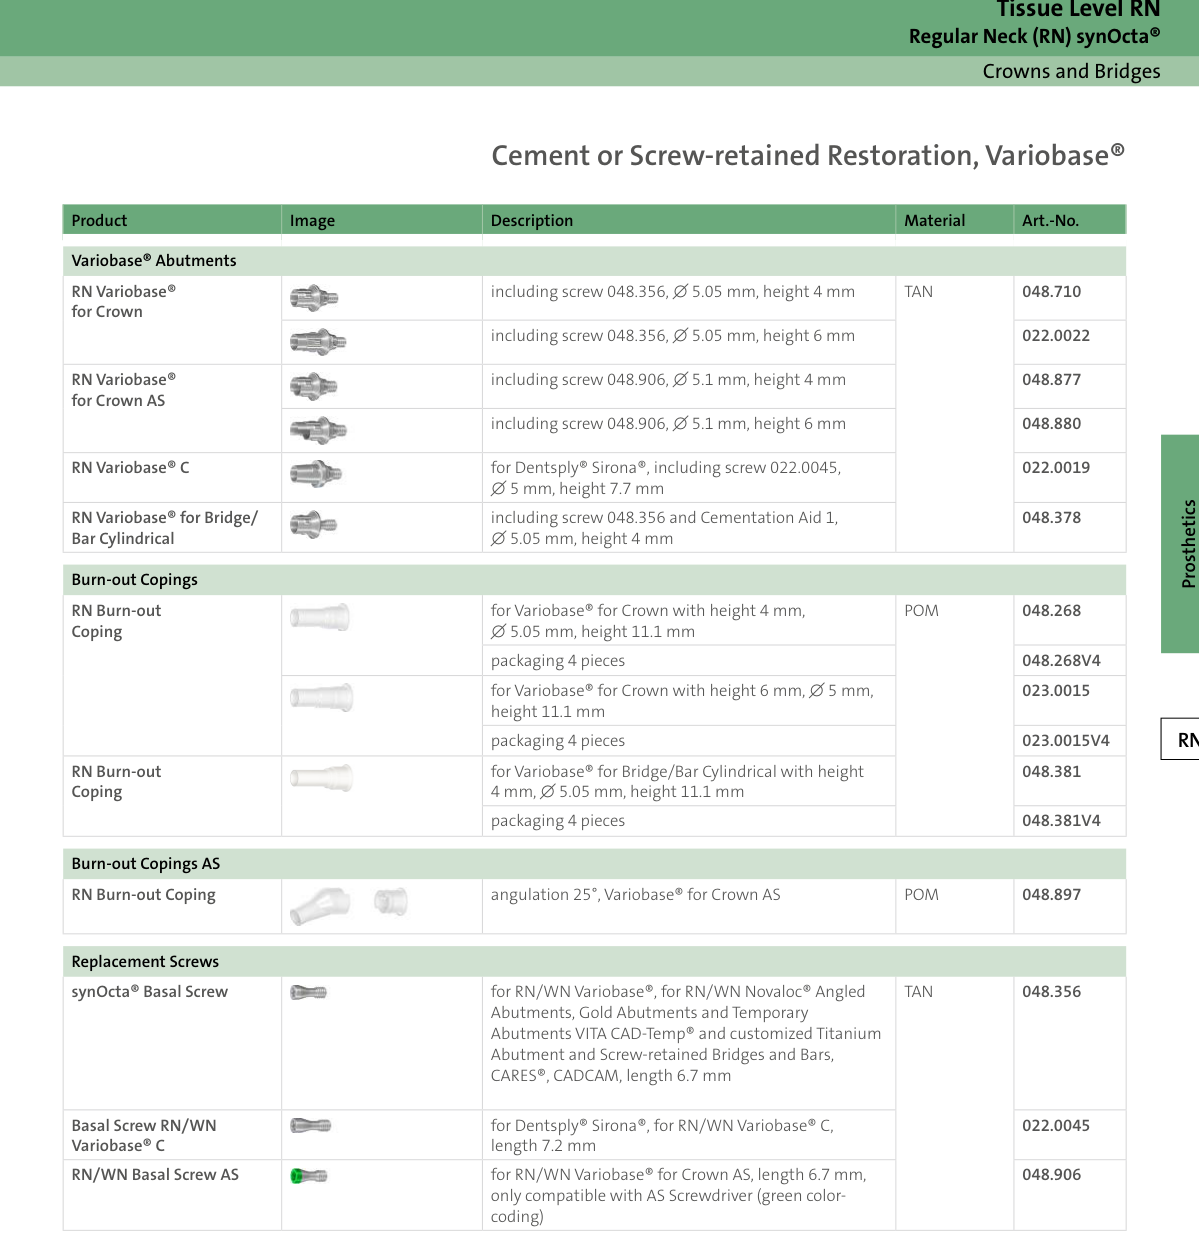 Tissue Level RN
Regular Neck (RN) synOcta®
Crowns and Bridges
Cement or Screw-retained Restoration, Variobase®
Product Image Description Material Art.-No.
Variobase® Abutments
RN Variobase®
for Crown
including screw 048.356, ∅ 5.05 mm, height 4 mm
TAN
048.710
including screw 048.356, ∅ 5.05 mm, height 6 mm
022.0022
RN Variobase®
for Crown AS
including screw 048.906, ∅ 5.1 mm, height 4 mm
048.877
including screw 048.906, ∅ 5.1 mm, height 6 mm
048.880
RN Variobase® C
for Dentsply® Sirona®, including screw 022.0045,
∅ 5 mm, height 7.7 mm
022.0019
RN Variobase® for Bridge/
Bar Cylindrical
including screw 048.356 and Cementation Aid 1,
∅ 5.05 mm, height 4 mm
048.378
Burn-out Copings
RN Burn-out
Coping
for Variobase® for Crown with height 4 mm,
∅ 5.05 mm, height 11.1 mm
POM
048.268
packaging 4 pieces
048.268V4
for Variobase® for Crown with height 6 mm, ∅ 5 mm,
height 11.1 mm
023.0015
packaging 4 pieces
023.0015V4
RN Burn-out
Coping
for Variobase® for Bridge/Bar Cylindrical with height
4 mm, ∅ 5.05 mm, height 11.1 mm
048.381
packaging 4 pieces
048.381V4
Burn-out Copings AS
RN Burn-out Coping
angulation 25°, Variobase® for Crown AS
POM
048.897
Replacement Screws
synOcta® Basal Screw
for RN/WN Variobase®, for RN/WN Novaloc® Angled
Abutments, Gold Abutments and Temporary
Abutments VITA CAD-Temp® and customized Titanium
Abutment and Screw-retained Bridges and Bars,
CARES®, CADCAM, length 6.7 mm
TAN
048.356
Basal Screw RN/WN
Variobase® C
for Dentsply® Sirona®, for RN/WN Variobase® C,
length 7.2 mm
022.0045
RN/WN Basal Screw AS
for RN/WN Variobase® for Crown AS, length 6.7 mm,
only compatible with AS Screwdriver (green color-
coding)
048.906
Prosthetics
RN